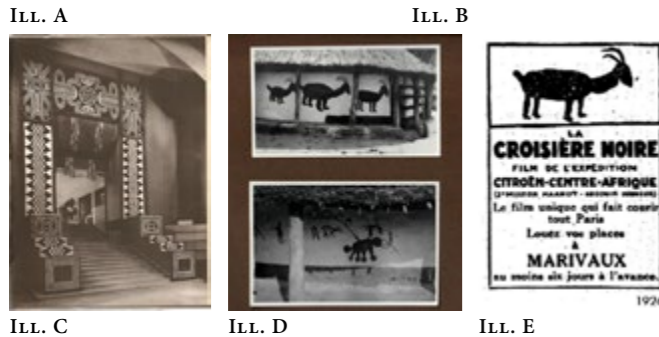 Ill. A Ill. B
LA
CROISIÈRE NOIRE
FILM DE L'EXPÉDITION
CITROËN-CENTRE-AFRIQUE
Le film unique qui fait courir
tout Paris
Louez vos places
à
MARIVAUX
au moins six jours à l'avance.
1926
Ill. C Ill. D Ill. E